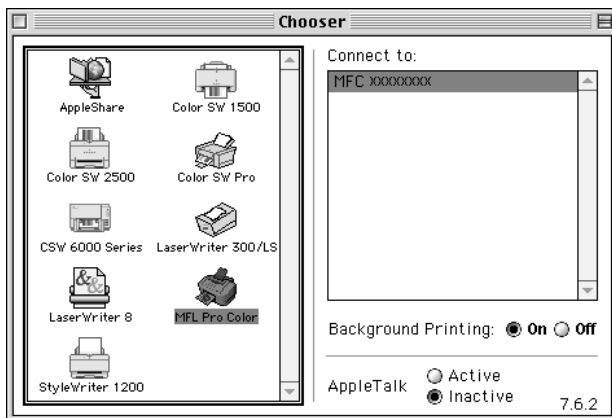 Chooser
AppleShare
Color SW 1500
Color SW 2500
Color SW Pro
CSW 6000 Series
LaserWriter 300/LS
LaserWriter 8
MFL Pro Color
StyleWriter 1200
Connect to:
MFC XXXXXXXX
Background Printing: On Off
AppleTalk Active
Inactive
7.6.2